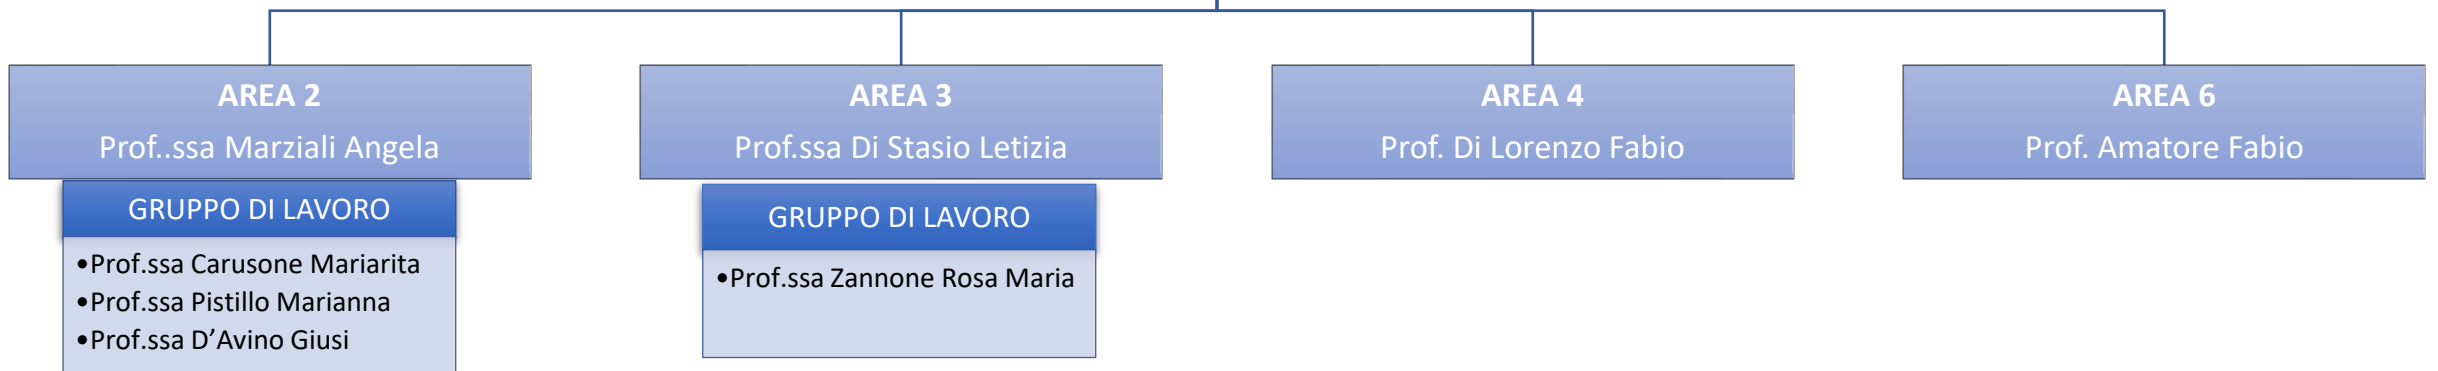 AREA 2
Prof..ssa Marziali Angela
GRUPPO DI LAVORO
•Prof.ssa Carusone Mariarita
•Prof.ssa Pistillo Marianna
•Prof.ssa D’Avino Giusi
AREA 3
Prof.ssa Di Stasio Letizia
GRUPPO DI LAVORO
•Prof.ssa Zannone Rosa Maria
AREA 4
Prof. Di Lorenzo Fabio
AREA 6
Prof. Amatore Fabio